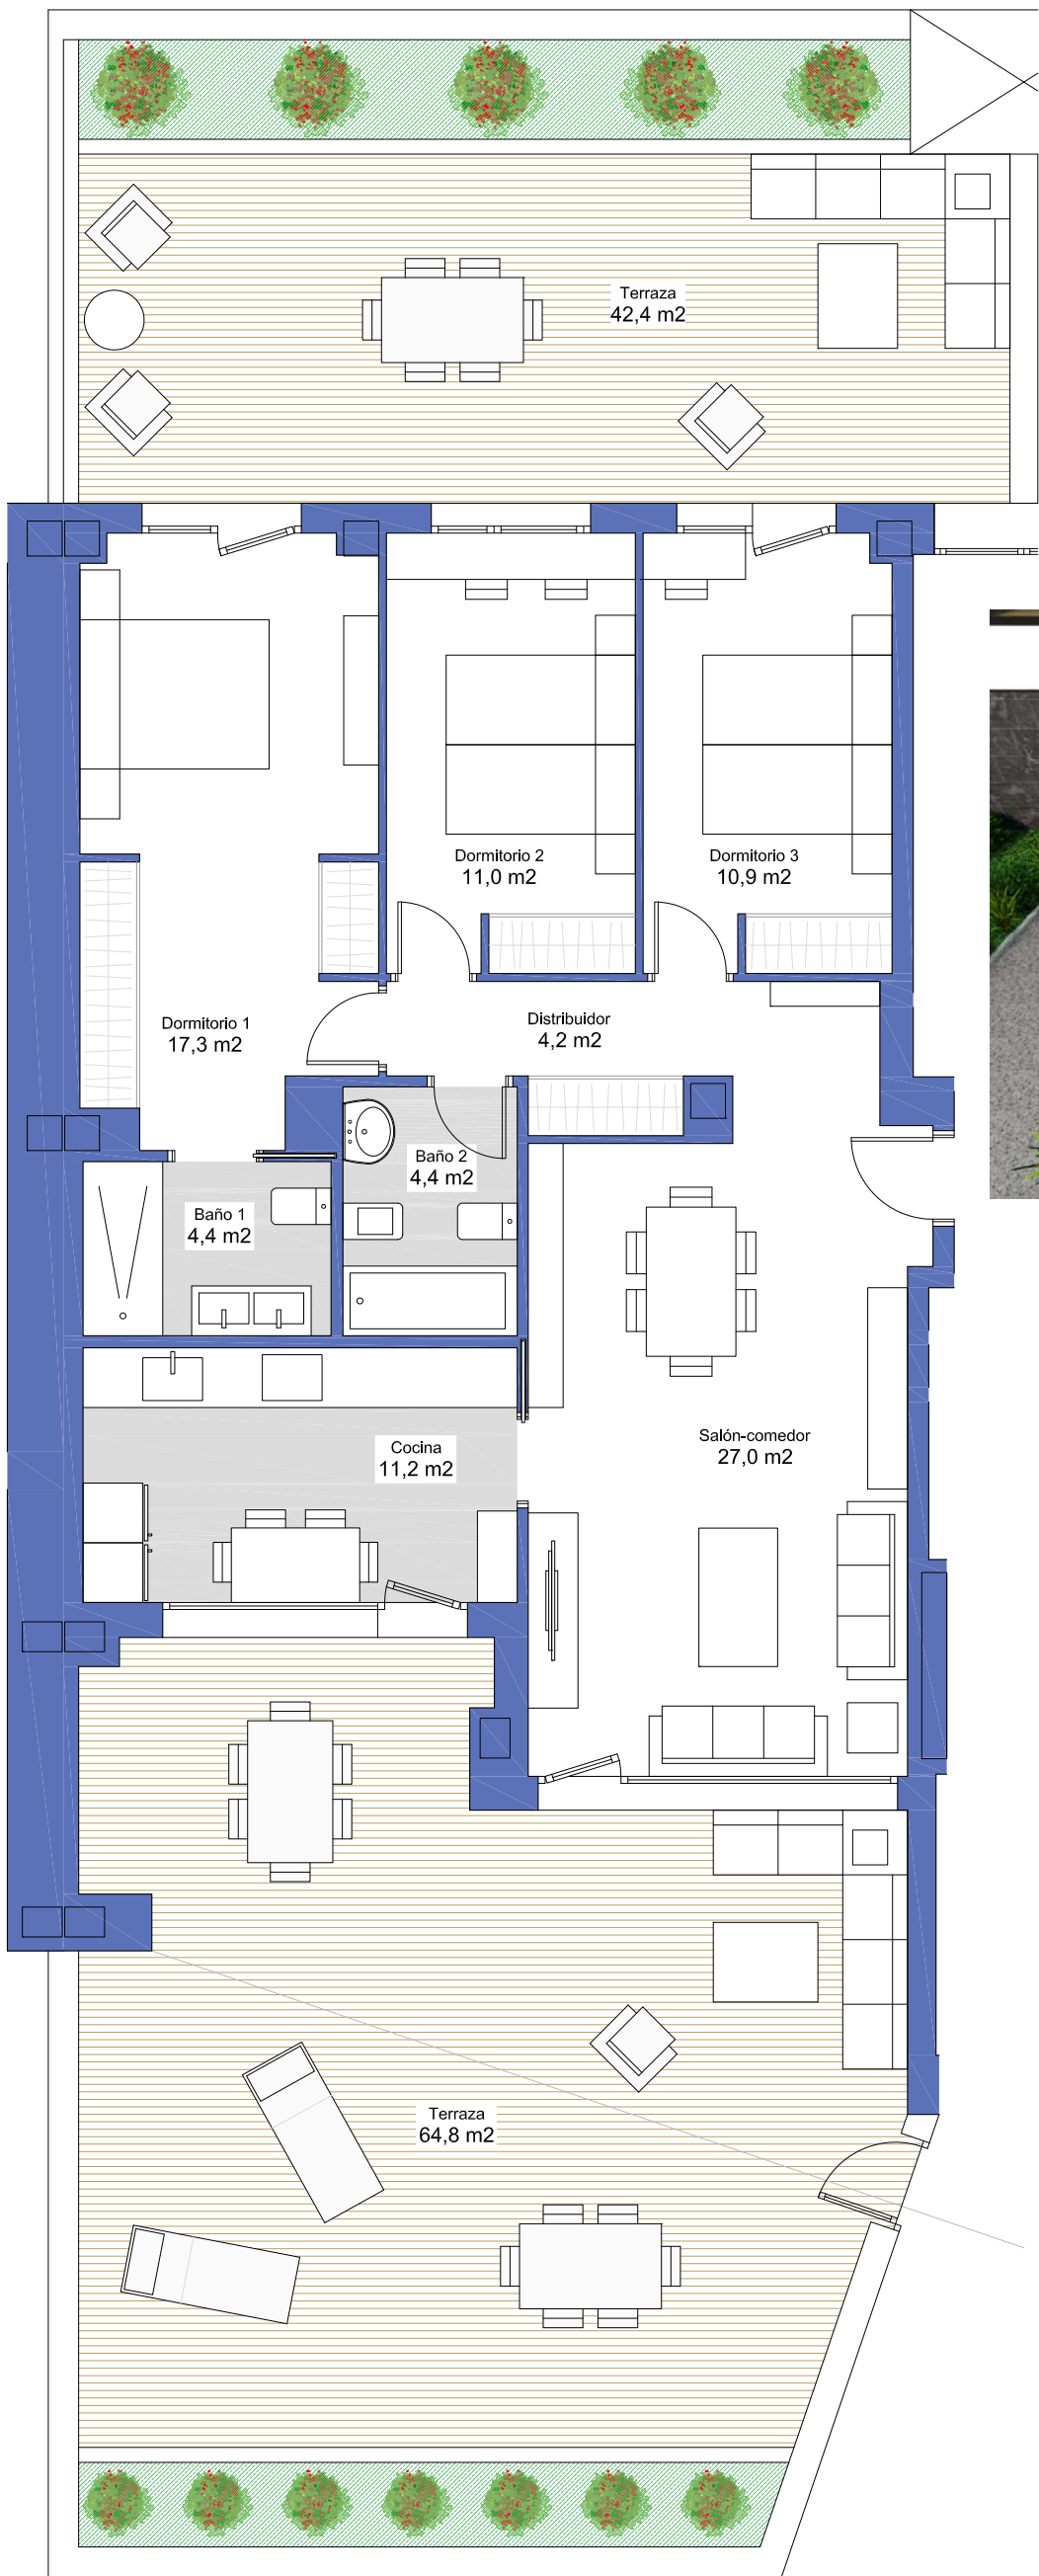 Terraza
42,4 m2
Dormitorio 2
11,0 m2
Dormitorio 3
10,9 m2
Dormitorio 1
17,3 m2
Distribuidor
4,2 m2
Baño 2
4,4 m2
Baño 1
4,4 m2
Cocina
11,2 m2
Salón-comedor
27,0 m2
Terraza
64,8 m2